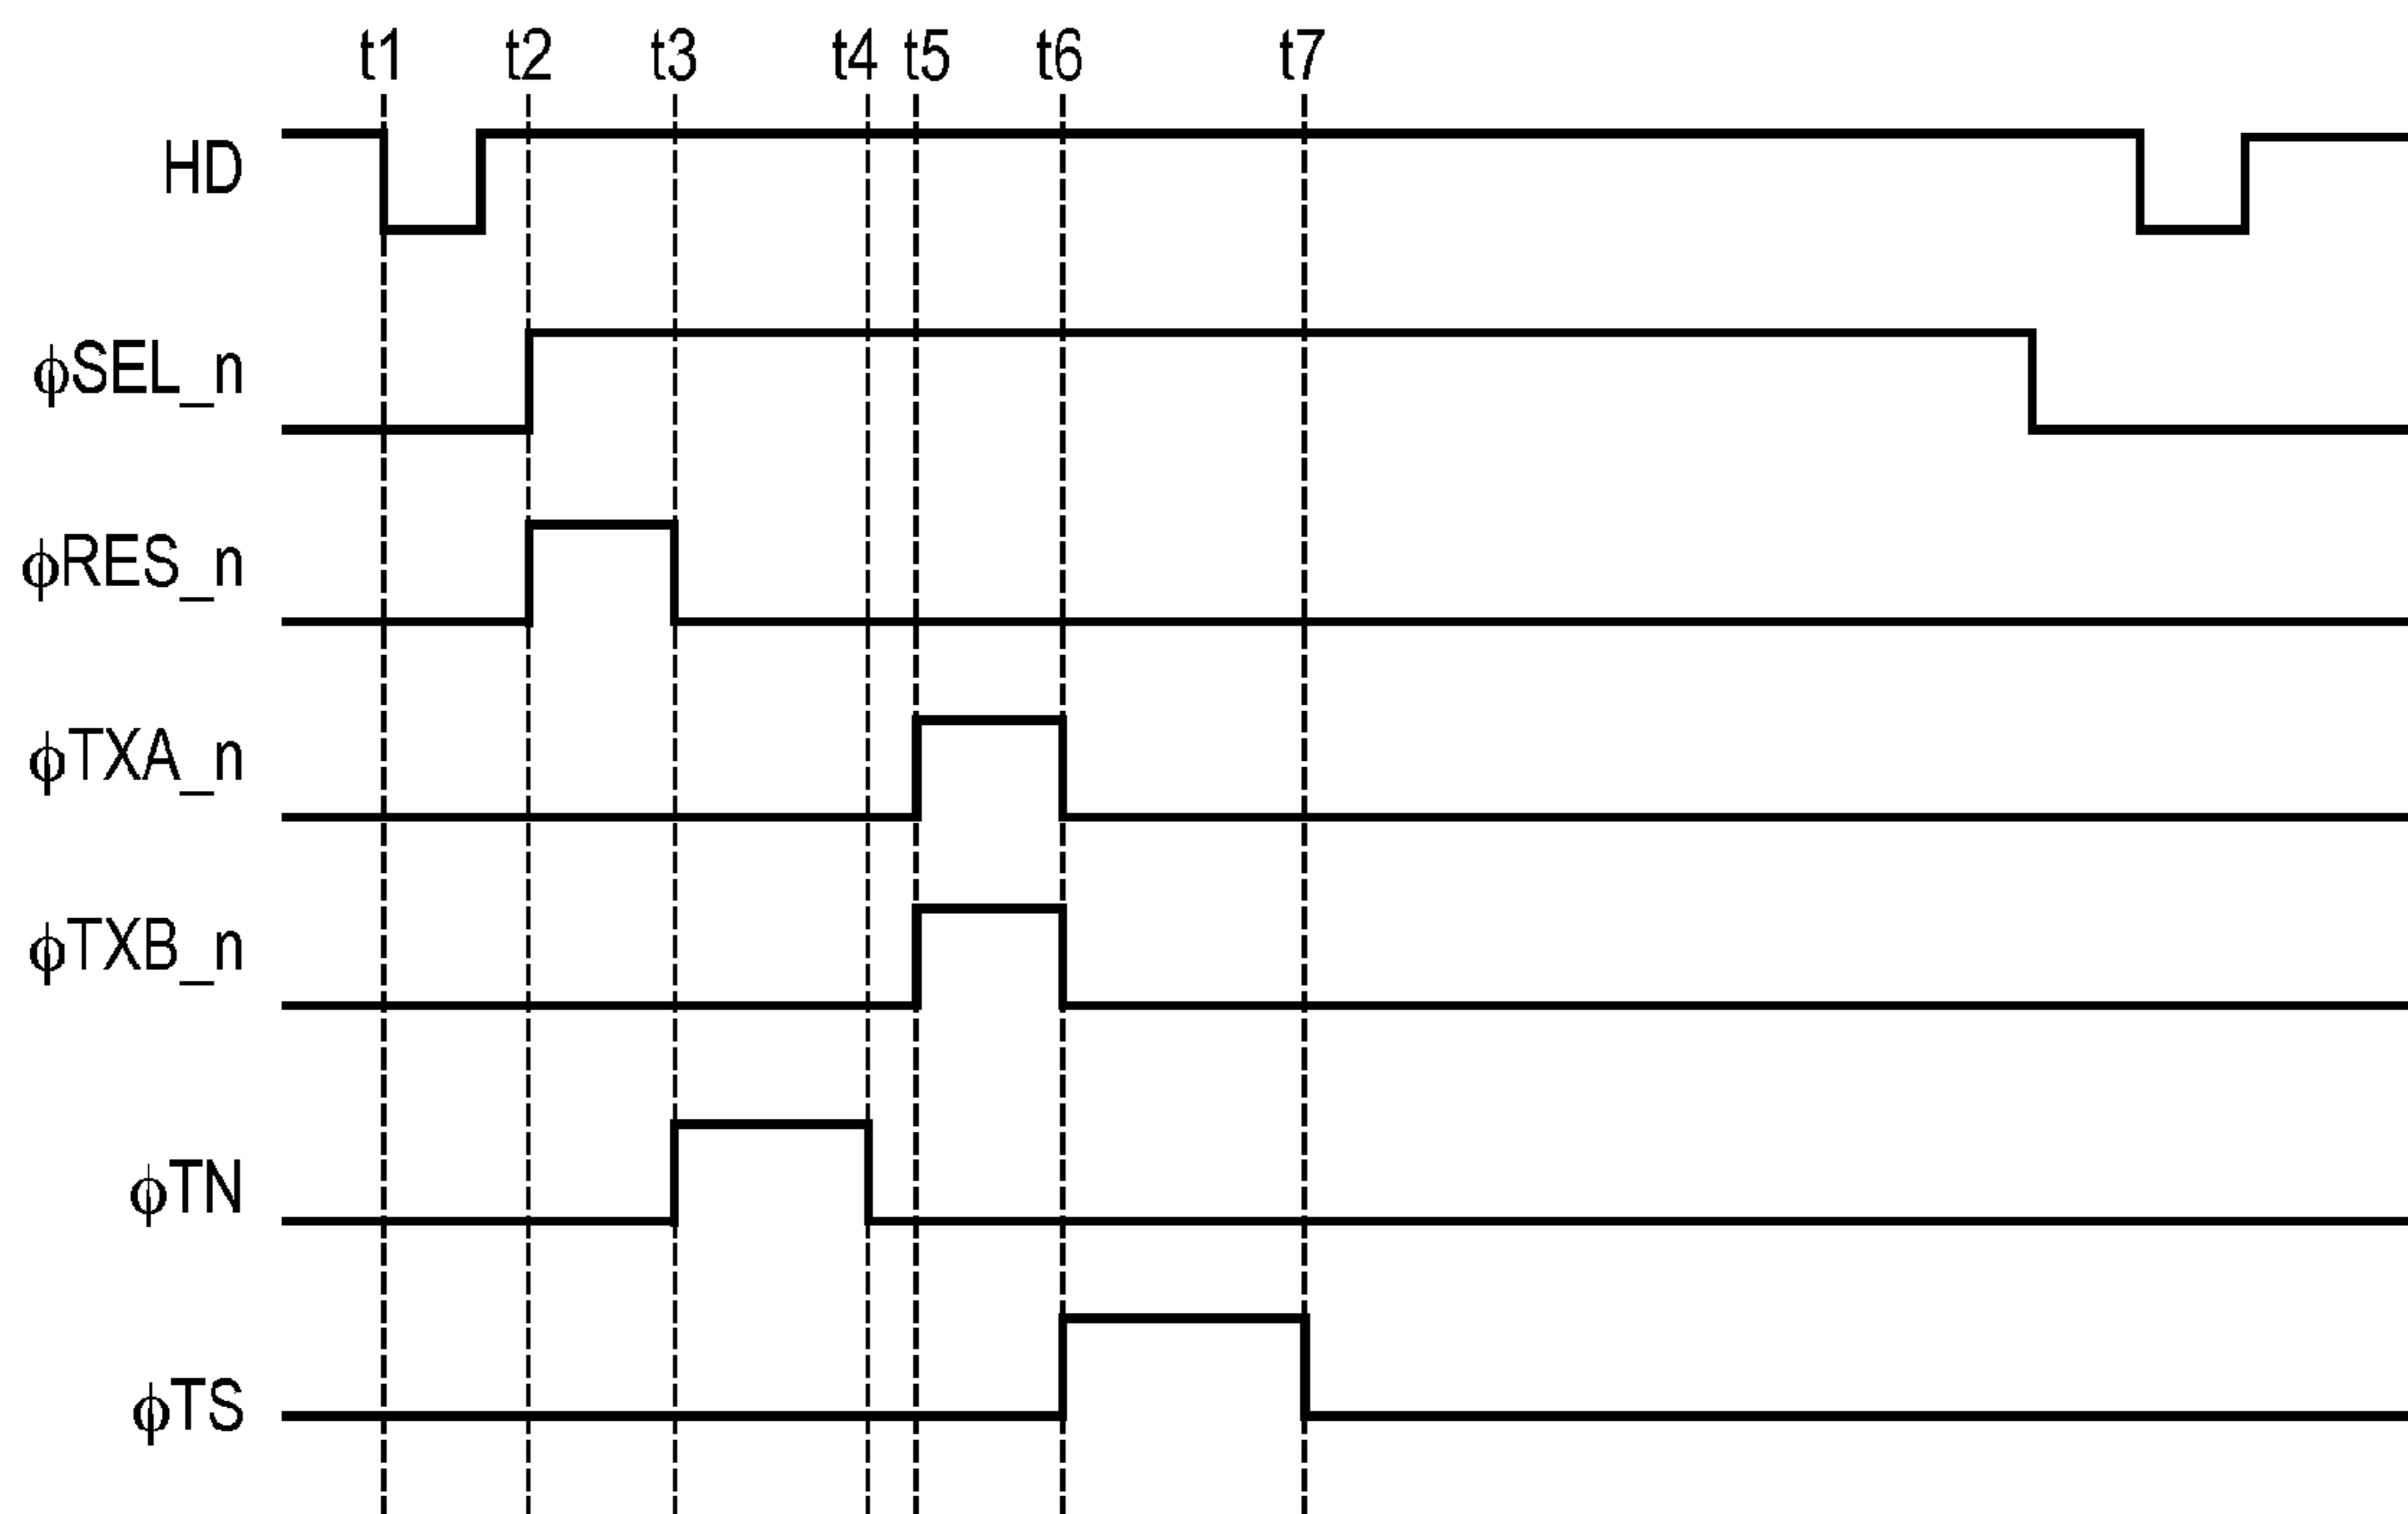 t1 t2 t3 t4 t5 t6 t7
HD
ϕSEL_n
ϕRES_n
ϕTXA_n
ϕTXB_n
ϕTN
ϕTS